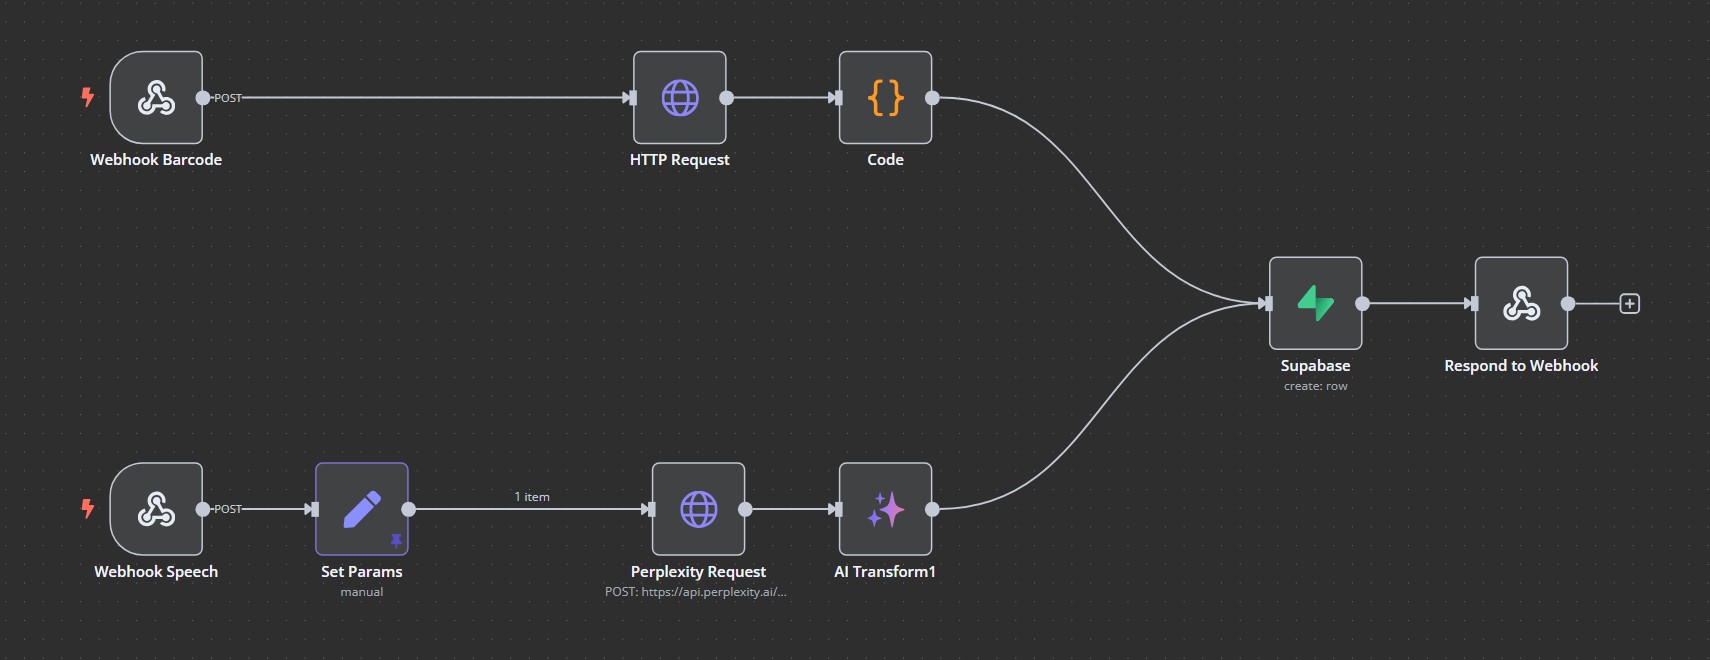 POST
Webhook Barcode
HTTP Request
Code
Supabase
create: row
Respond to Webhook
POST
1 item
Webhook Speech
Set Params
manual
Perplexity Request
POST: https://api.perplexity.ai/...
AI Transform1